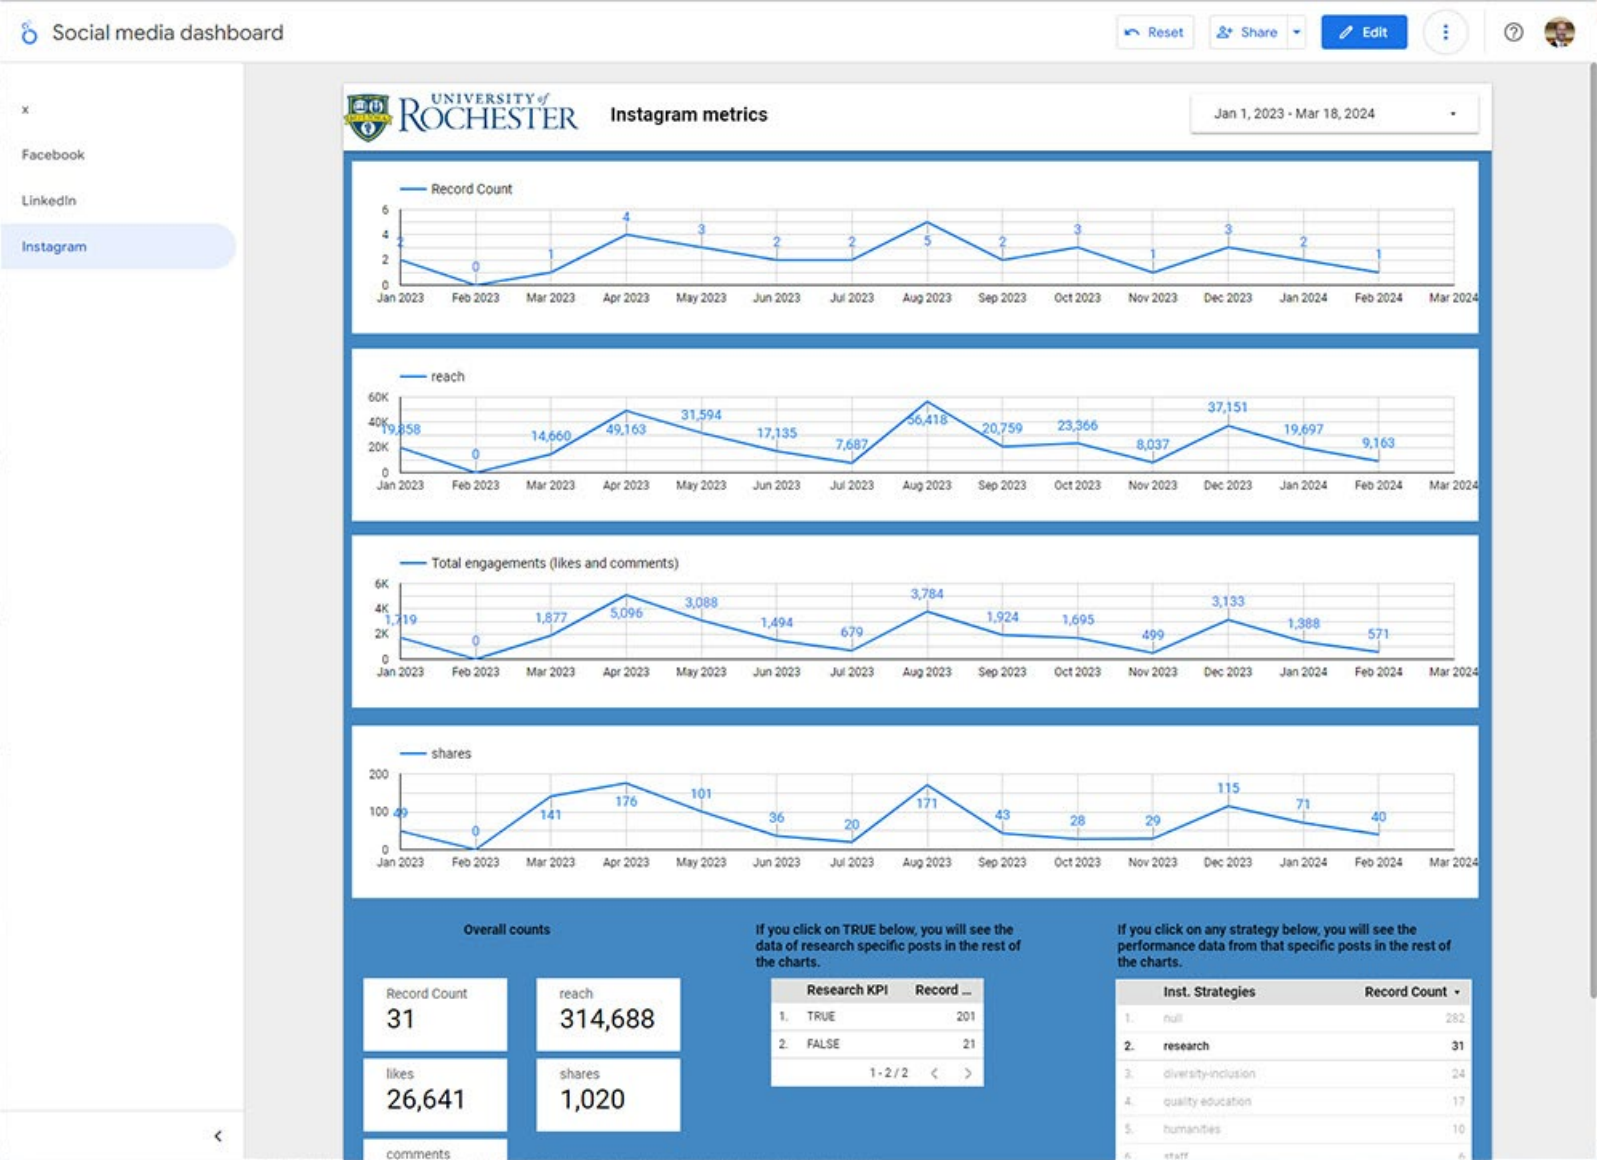 Social media dashboard
Reset
Share
Edit
x
Facebook
LinkedIn
Instagram
UNIVERSITY of
ROCHESTER
Instagram metrics
Jan 1, 2023 - Mar 18, 2024
Record Count
6
4
2
0
2
0
1
4
3
2
2
5
2
3
1
3
2
1
Jan 2023 Feb 2023 Mar 2023 Apr 2023 May 2023 Jun 2023 Jul 2023 Aug 2023 Sep 2023 Oct 2023 Nov 2023 Dec 2023 Jan 2024 Feb 2024 Mar 2024
reach
60K
40K
20K
0
19,858
0
14,660
49,163
31,594
17,135
7,687
56,418
20,759
23,366
8,037
37,151
19,697
9,163
Jan 2023 Feb 2023 Mar 2023 Apr 2023 May 2023 Jun 2023 Jul 2023 Aug 2023 Sep 2023 Oct 2023 Nov 2023 Dec 2023 Jan 2024 Feb 2024 Mar 2024
Total engagements (likes and comments)
6K
4K
2K
0
1,719
0
1,877
5,096
3,088
1,494
679
3,784
1,924
1,695
499
3,133
1,388
571
Jan 2023 Feb 2023 Mar 2023 Apr 2023 May 2023 Jun 2023 Jul 2023 Aug 2023 Sep 2023 Oct 2023 Nov 2023 Dec 2023 Jan 2024 Feb 2024 Mar 2024
shares
200
100
0
49
0
141
176
101
36
20
171
43
28
29
115
71
40
Jan 2023 Feb 2023 Mar 2023 Apr 2023 May 2023 Jun 2023 Jul 2023 Aug 2023 Sep 2023 Oct 2023 Nov 2023 Dec 2023 Jan 2024 Feb 2024 Mar 2024
Overall counts
Record Count
31
reach
314,688
likes
26,641
shares
1,020
comments
If you click on TRUE below, you will see the
data of research specific posts in the rest of
the charts.
Research KPI Record ...
1. TRUE 201
2. FALSE 21
1 - 2 / 2
If you click on any strategy below, you will see the
performance data from that specific posts in the rest of
the charts.
Inst. Strategies Record Count
1. null 282
2. research 31
3. diversity-inclusion 24
4. quality education 17
5. humanities 10
6. staff 6